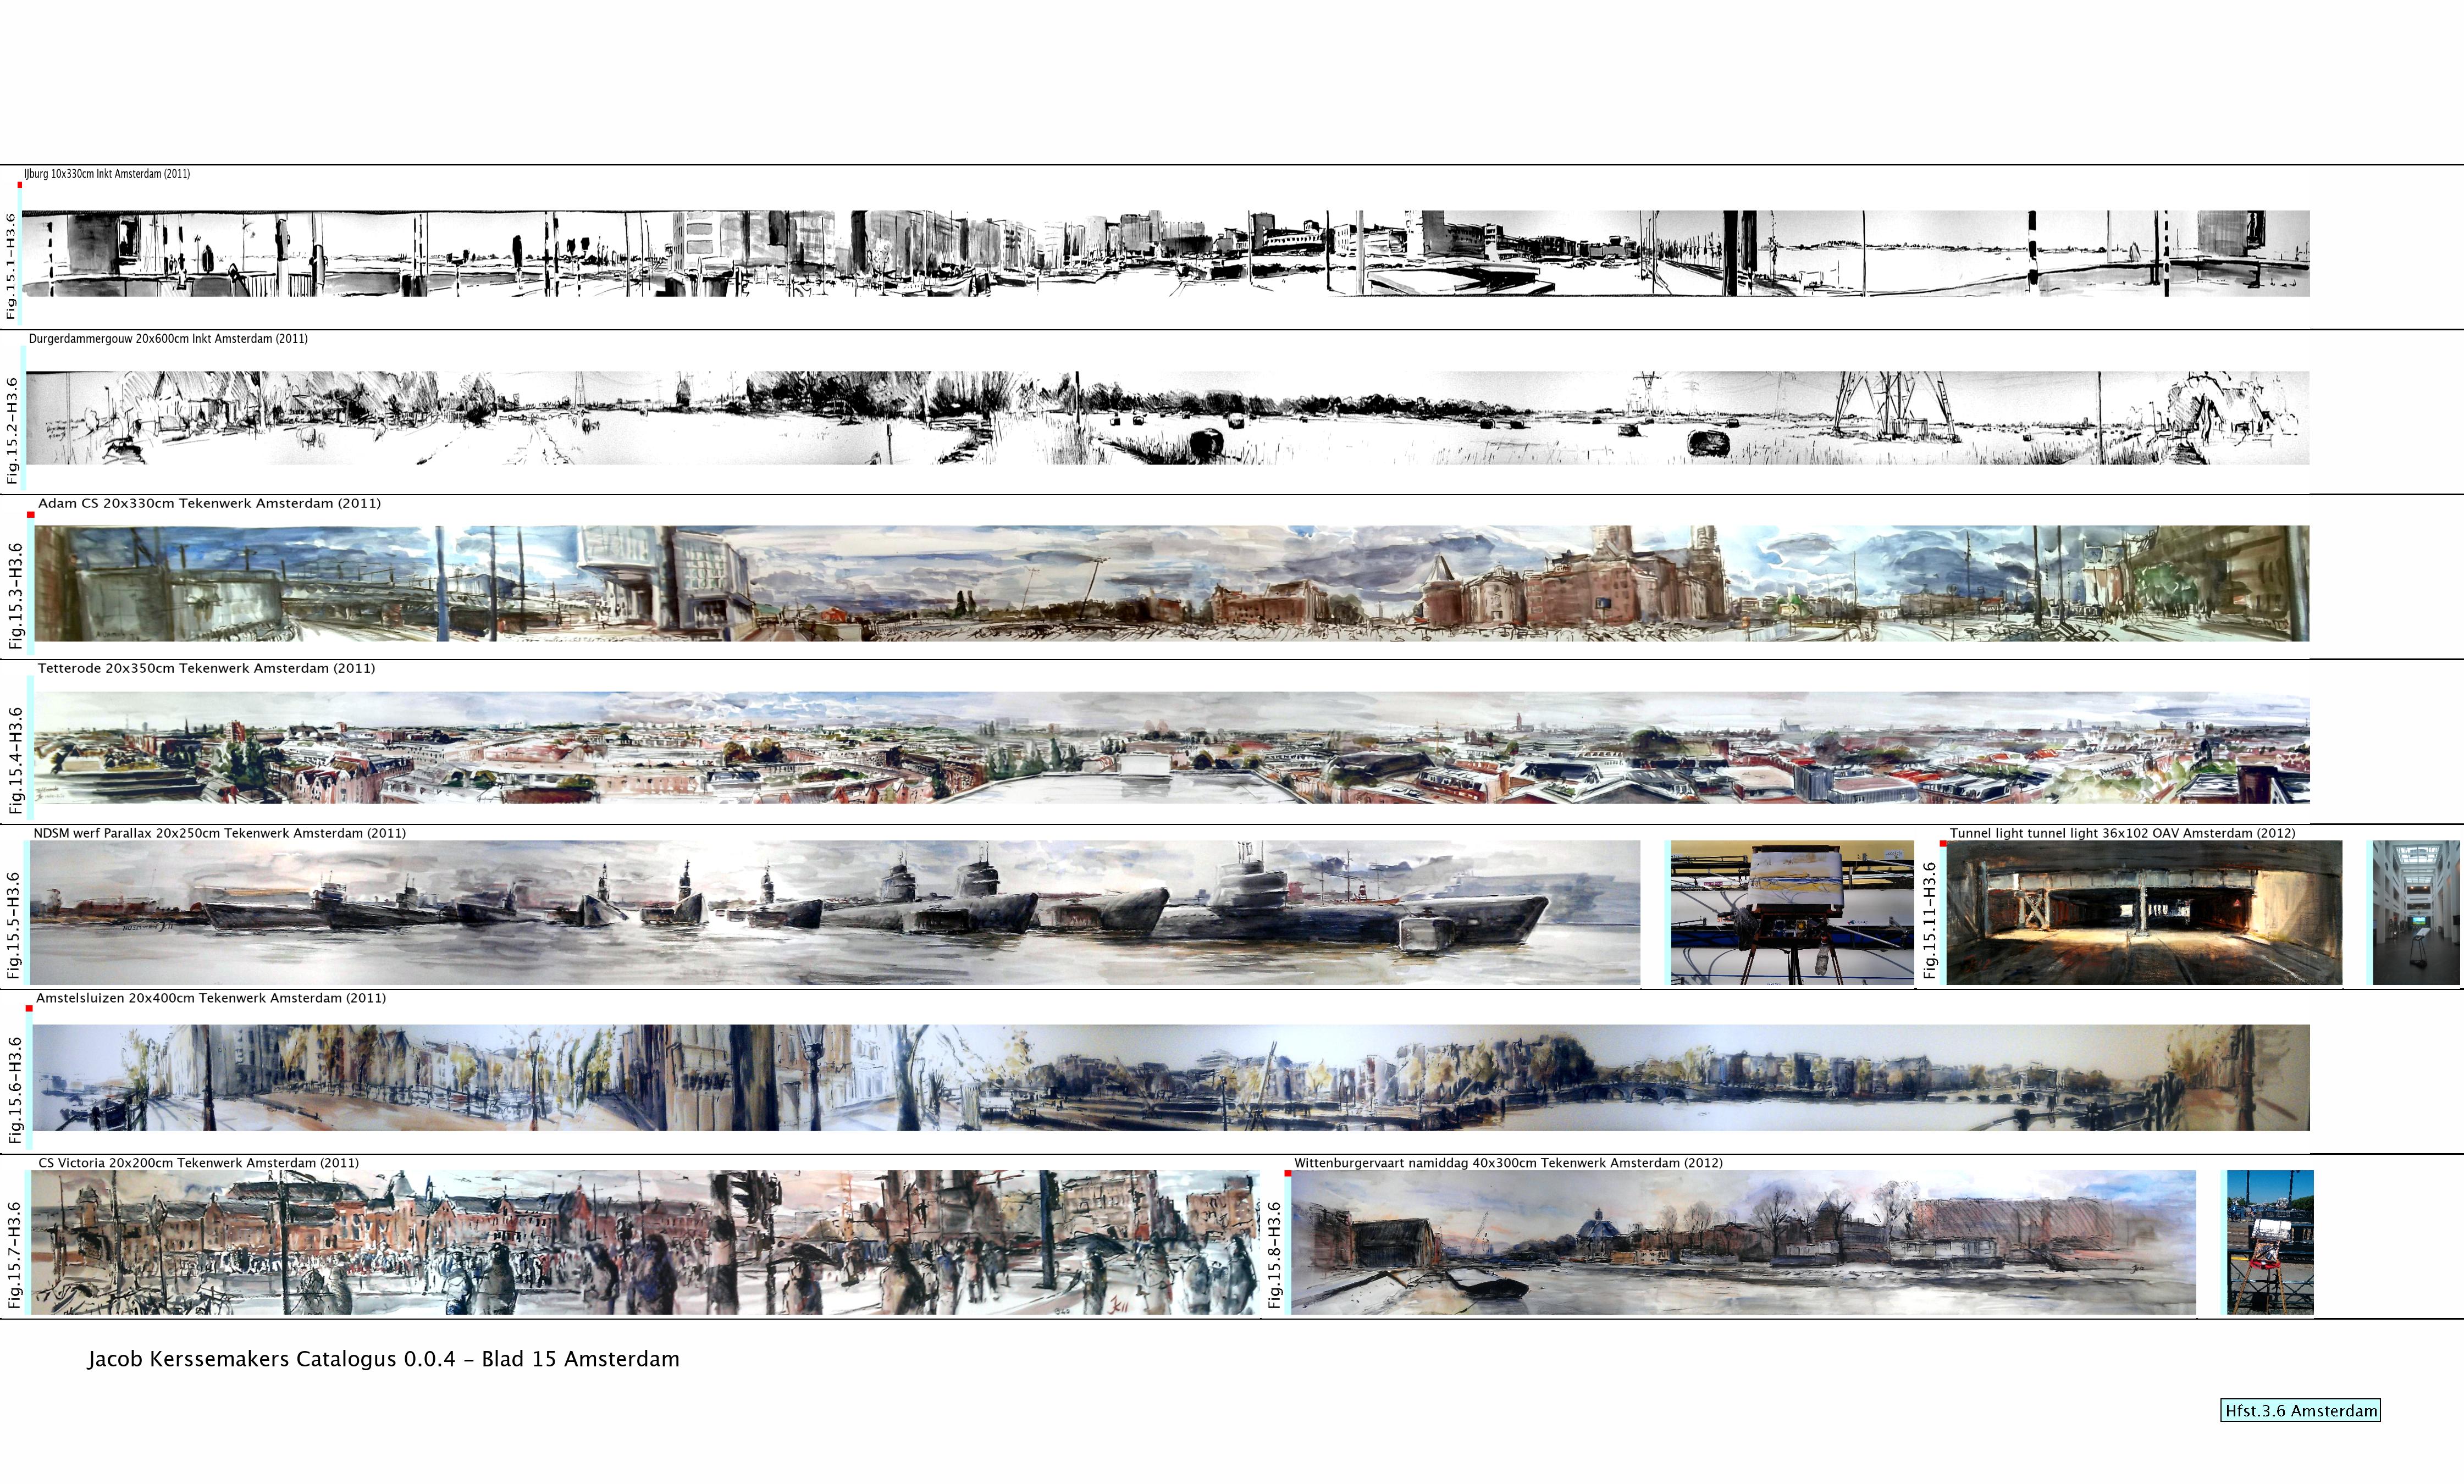 IJburg 10x330cm Inkt Amsterdam (2011)
Fig.15.1-H3.6
Durgerdammergouw 20x600cm Inkt Amsterdam (2011)
Fig.15.2-H3.6
Adam CS 20x330cm Tekenwerk Amsterdam (2011)
Fig.15.3-H3.6
Tetterode 20x350cm Tekenwerk Amsterdam (2011)
Fig.15.4-H3.6
NDSM werf Parallax 20x250cm Tekenwerk Amsterdam (2011)
Fig.15.5-H3.6
Tunnel light tunnel light 36x102 OAV Amsterdam (2012)
Fig.15.11-H3.6
Amstelsluizen 20x400cm Tekenwerk Amsterdam (2011)
Fig.15.6-H3.6
CS Victoria 20x200cm Tekenwerk Amsterdam (2011)
Fig.15.7-H3.6
JK11
Wittenburgervaart namiddag 40x300cm Tekenwerk Amsterdam (2012)
Fig.15.8-H3.6
Jacob Kerssemakers Catalogus 0.0.4 – Blad 15 Amsterdam
Hfst.3.6 Amsterdam